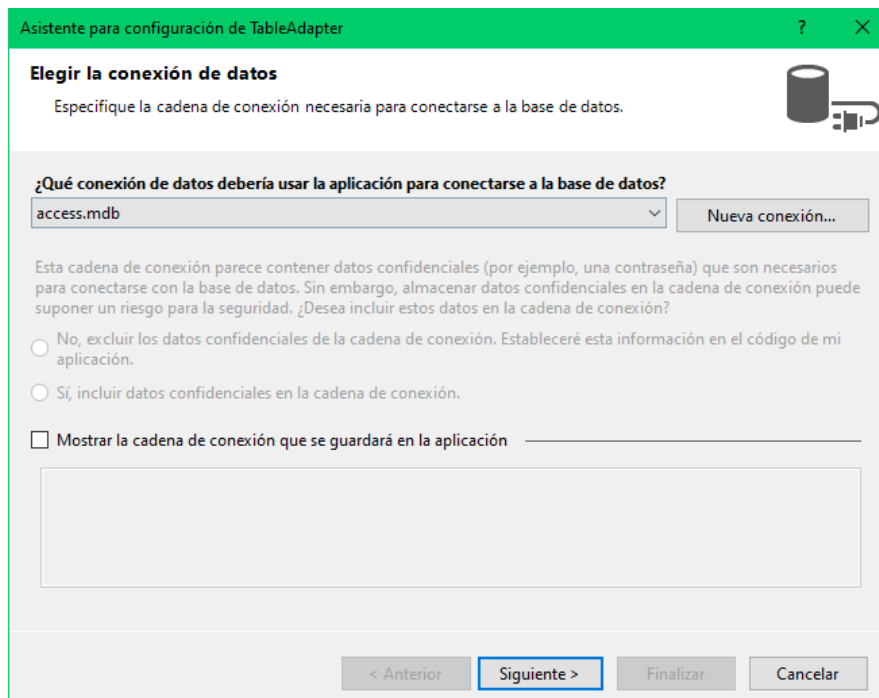 Asistente para configuración de TableAdapter
?
Elegir la conexión de datos
Especifique la cadena de conexión necesaria para conectarse a la base de datos.
¿Qué conexión de datos debería usar la aplicación para conectarse a la base de datos?
access.mdb
Nueva conexión...
Esta cadena de conexión parece contener datos confidenciales (por ejemplo, una contraseña) que son necesarios
para conectarse con la base de datos. Sin embargo, almacenar datos confidenciales en la cadena de conexión puede
suponer un riesgo para la seguridad. ¿Desea incluir estos datos en la cadena de conexión?
No, excluir los datos confidenciales de la cadena de conexión. Estableceré esta información en el código de mi
aplicación.
Sí, incluir datos confidenciales en la cadena de conexión.
Mostrar la cadena de conexión que se guardará en la aplicación
< Anterior
Siguiente >
Finalizar
Cancelar